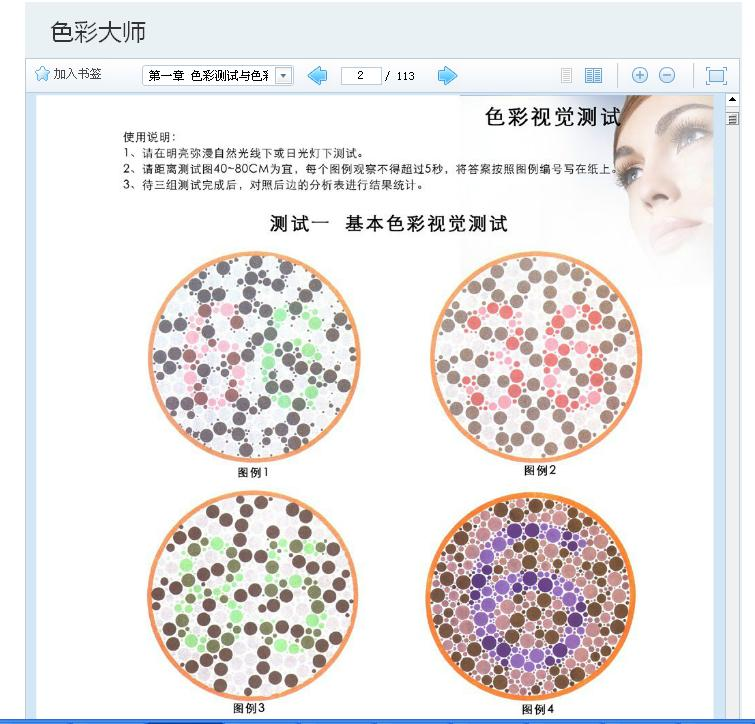 色彩大师
加入书签
第一章 色彩测试与色彩
2 / 113
色彩视觉测试
使用说明：
1、请在明亮弥漫自然光线下或日光灯下测试。
2、请距离测试图40~80CM为宜，每个图例观察不得超过5秒，将答案按照图例编号写在纸上。
3、待三组测试完成后，对照后边的分析表进行结果统计。
测试一 基本色彩视觉测试
图例1
图例2
图例3
图例4